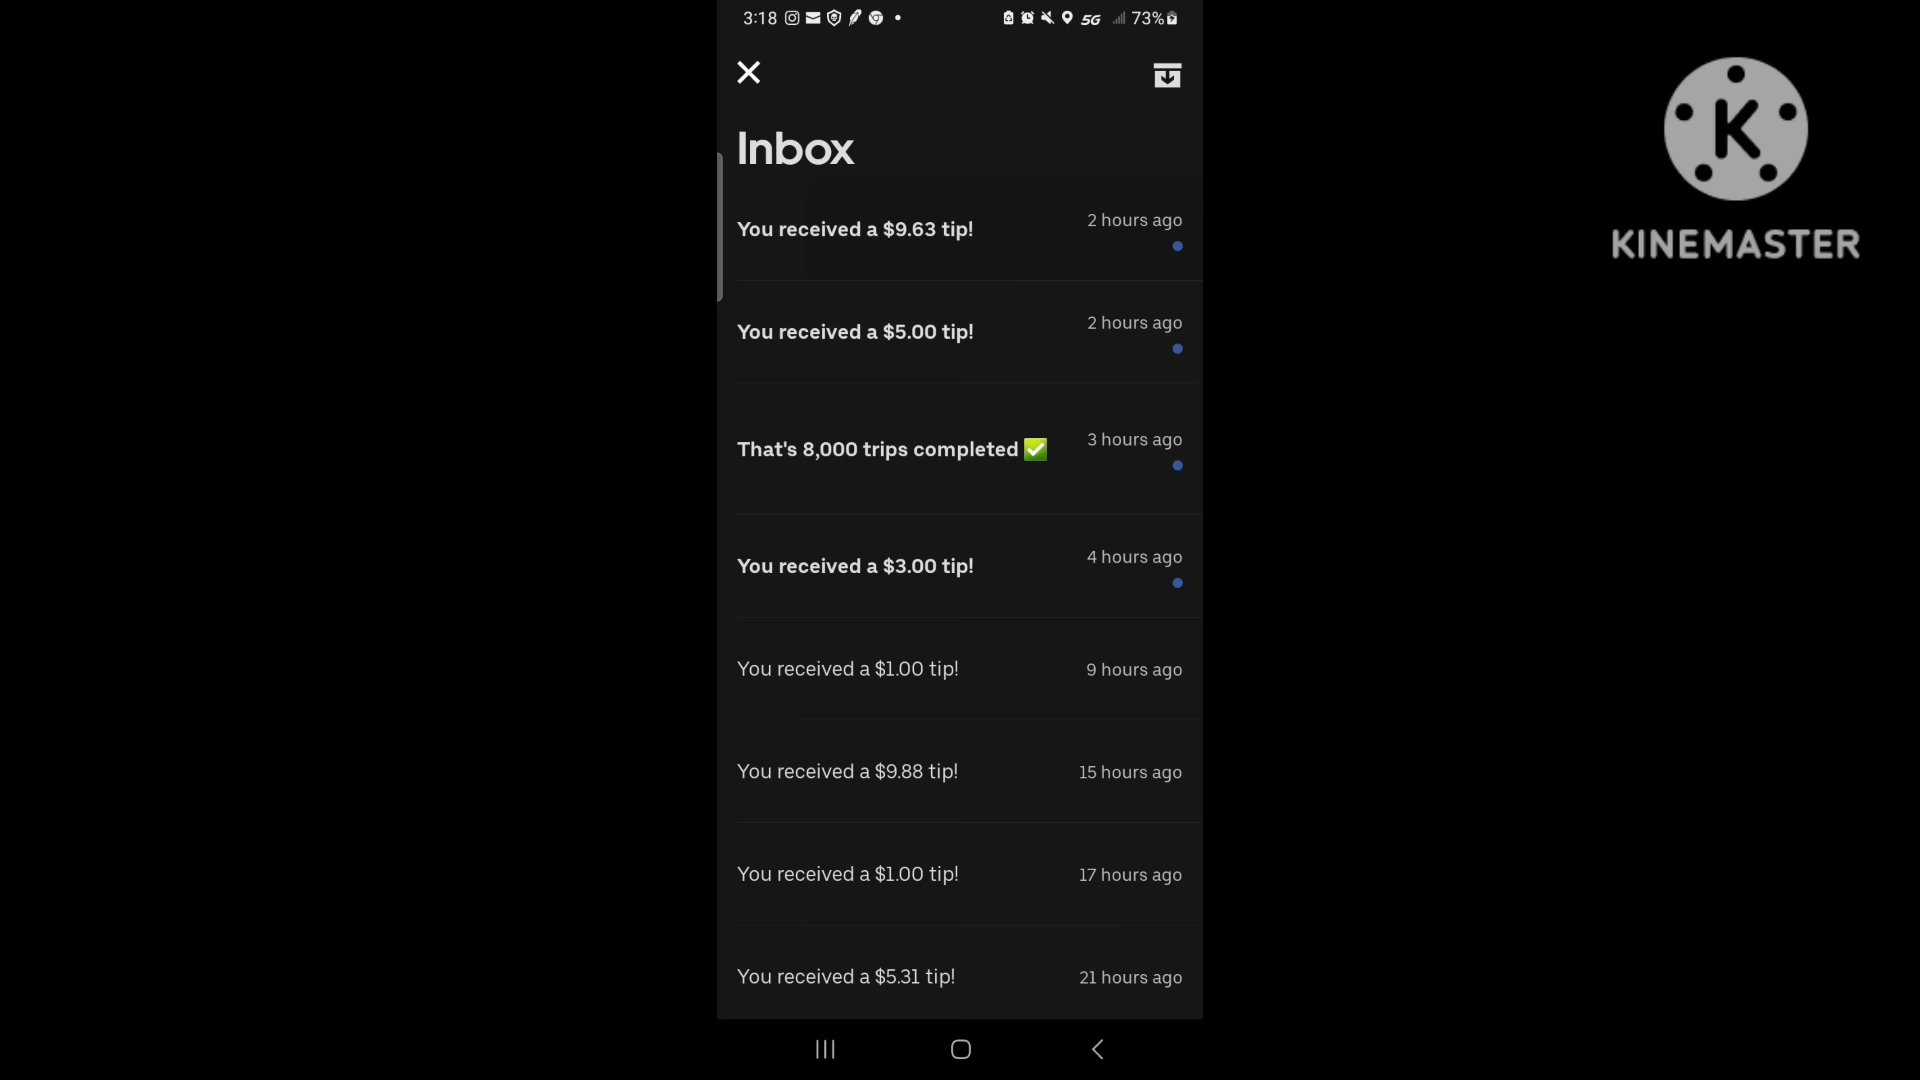 3:18
5G
73%
Inbox
You received a $9.63 tip!
2 hours ago
You received a $5.00 tip!
2 hours ago
That's 8,000 trips completed ✅
3 hours ago
You received a $3.00 tip!
4 hours ago
You received a $1.00 tip!
9 hours ago
You received a $9.88 tip!
15 hours ago
You received a $1.00 tip!
17 hours ago
You received a $5.31 tip!
21 hours ago
K
KINEMASTER